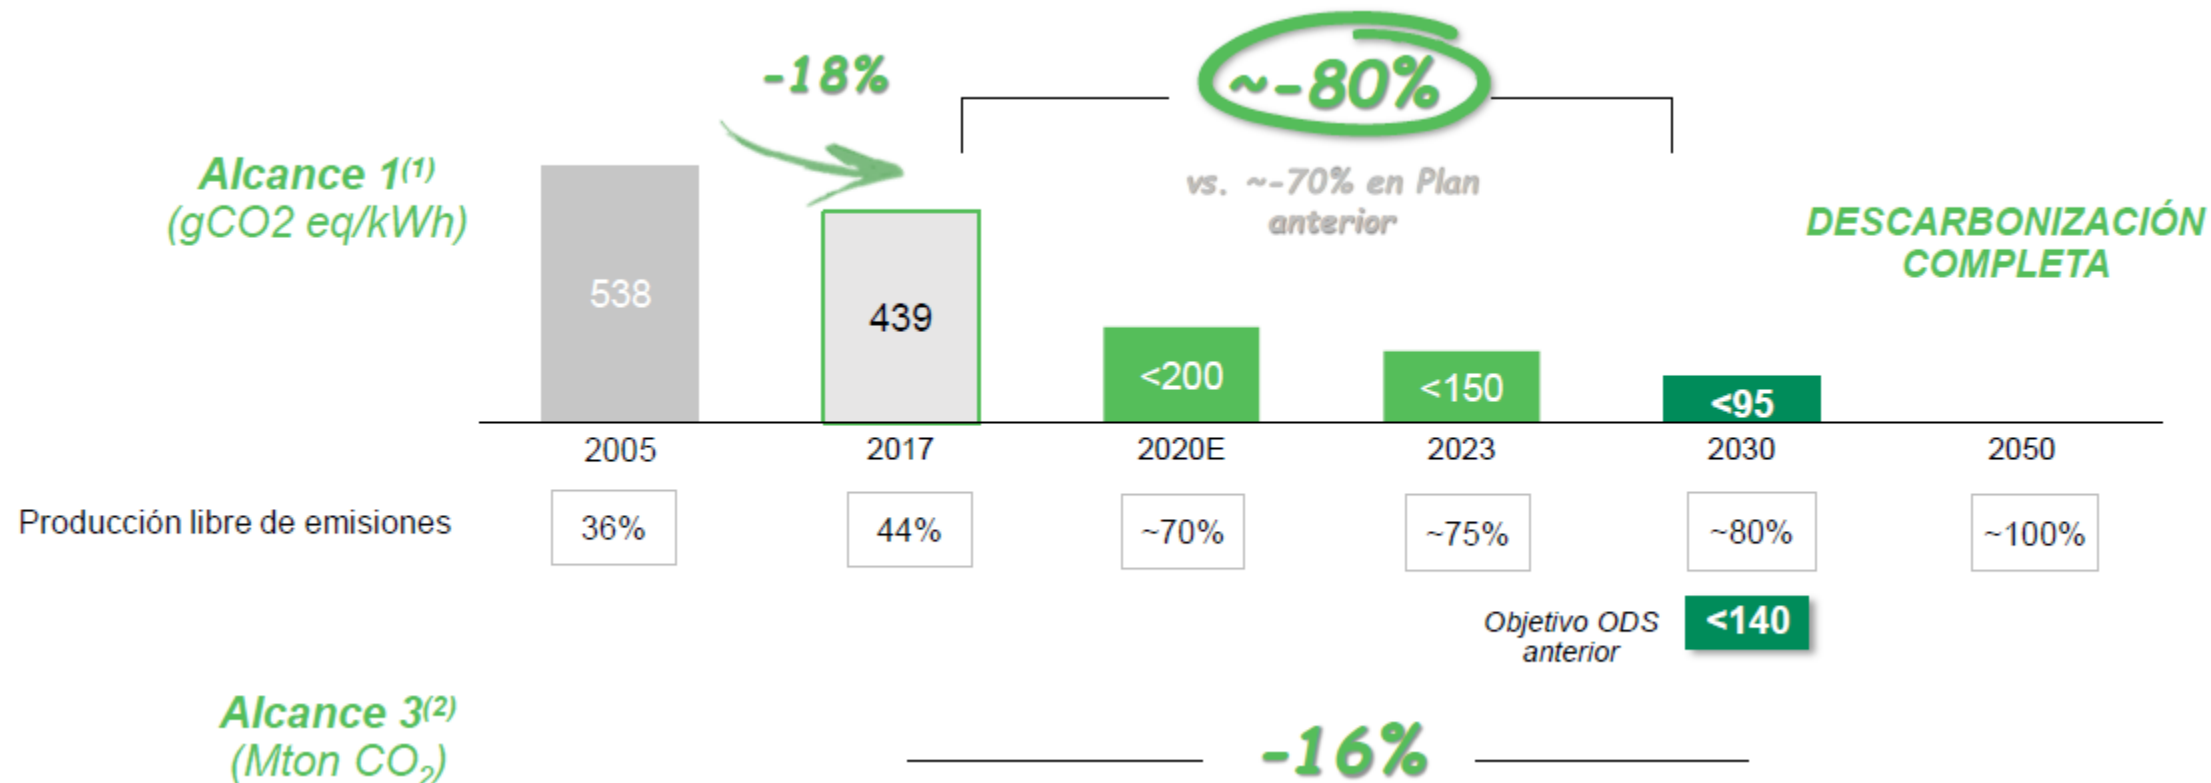 -18%
~-80%
vs. ~-70% en Plan
anterior
Alcance 1(1)
(gCO2 eq/kWh)
DESCARBONIZACIÓN
COMPLETA
538
439
<200
<150
<95
2005 2017 2020E 2023 2030 2050
Producción libre de emisiones 36% 44% ~70% ~75% ~80% ~100%
Objetivo ODS
anterior
<140
Alcance 3(2)
(Mton CO₂)
-16%